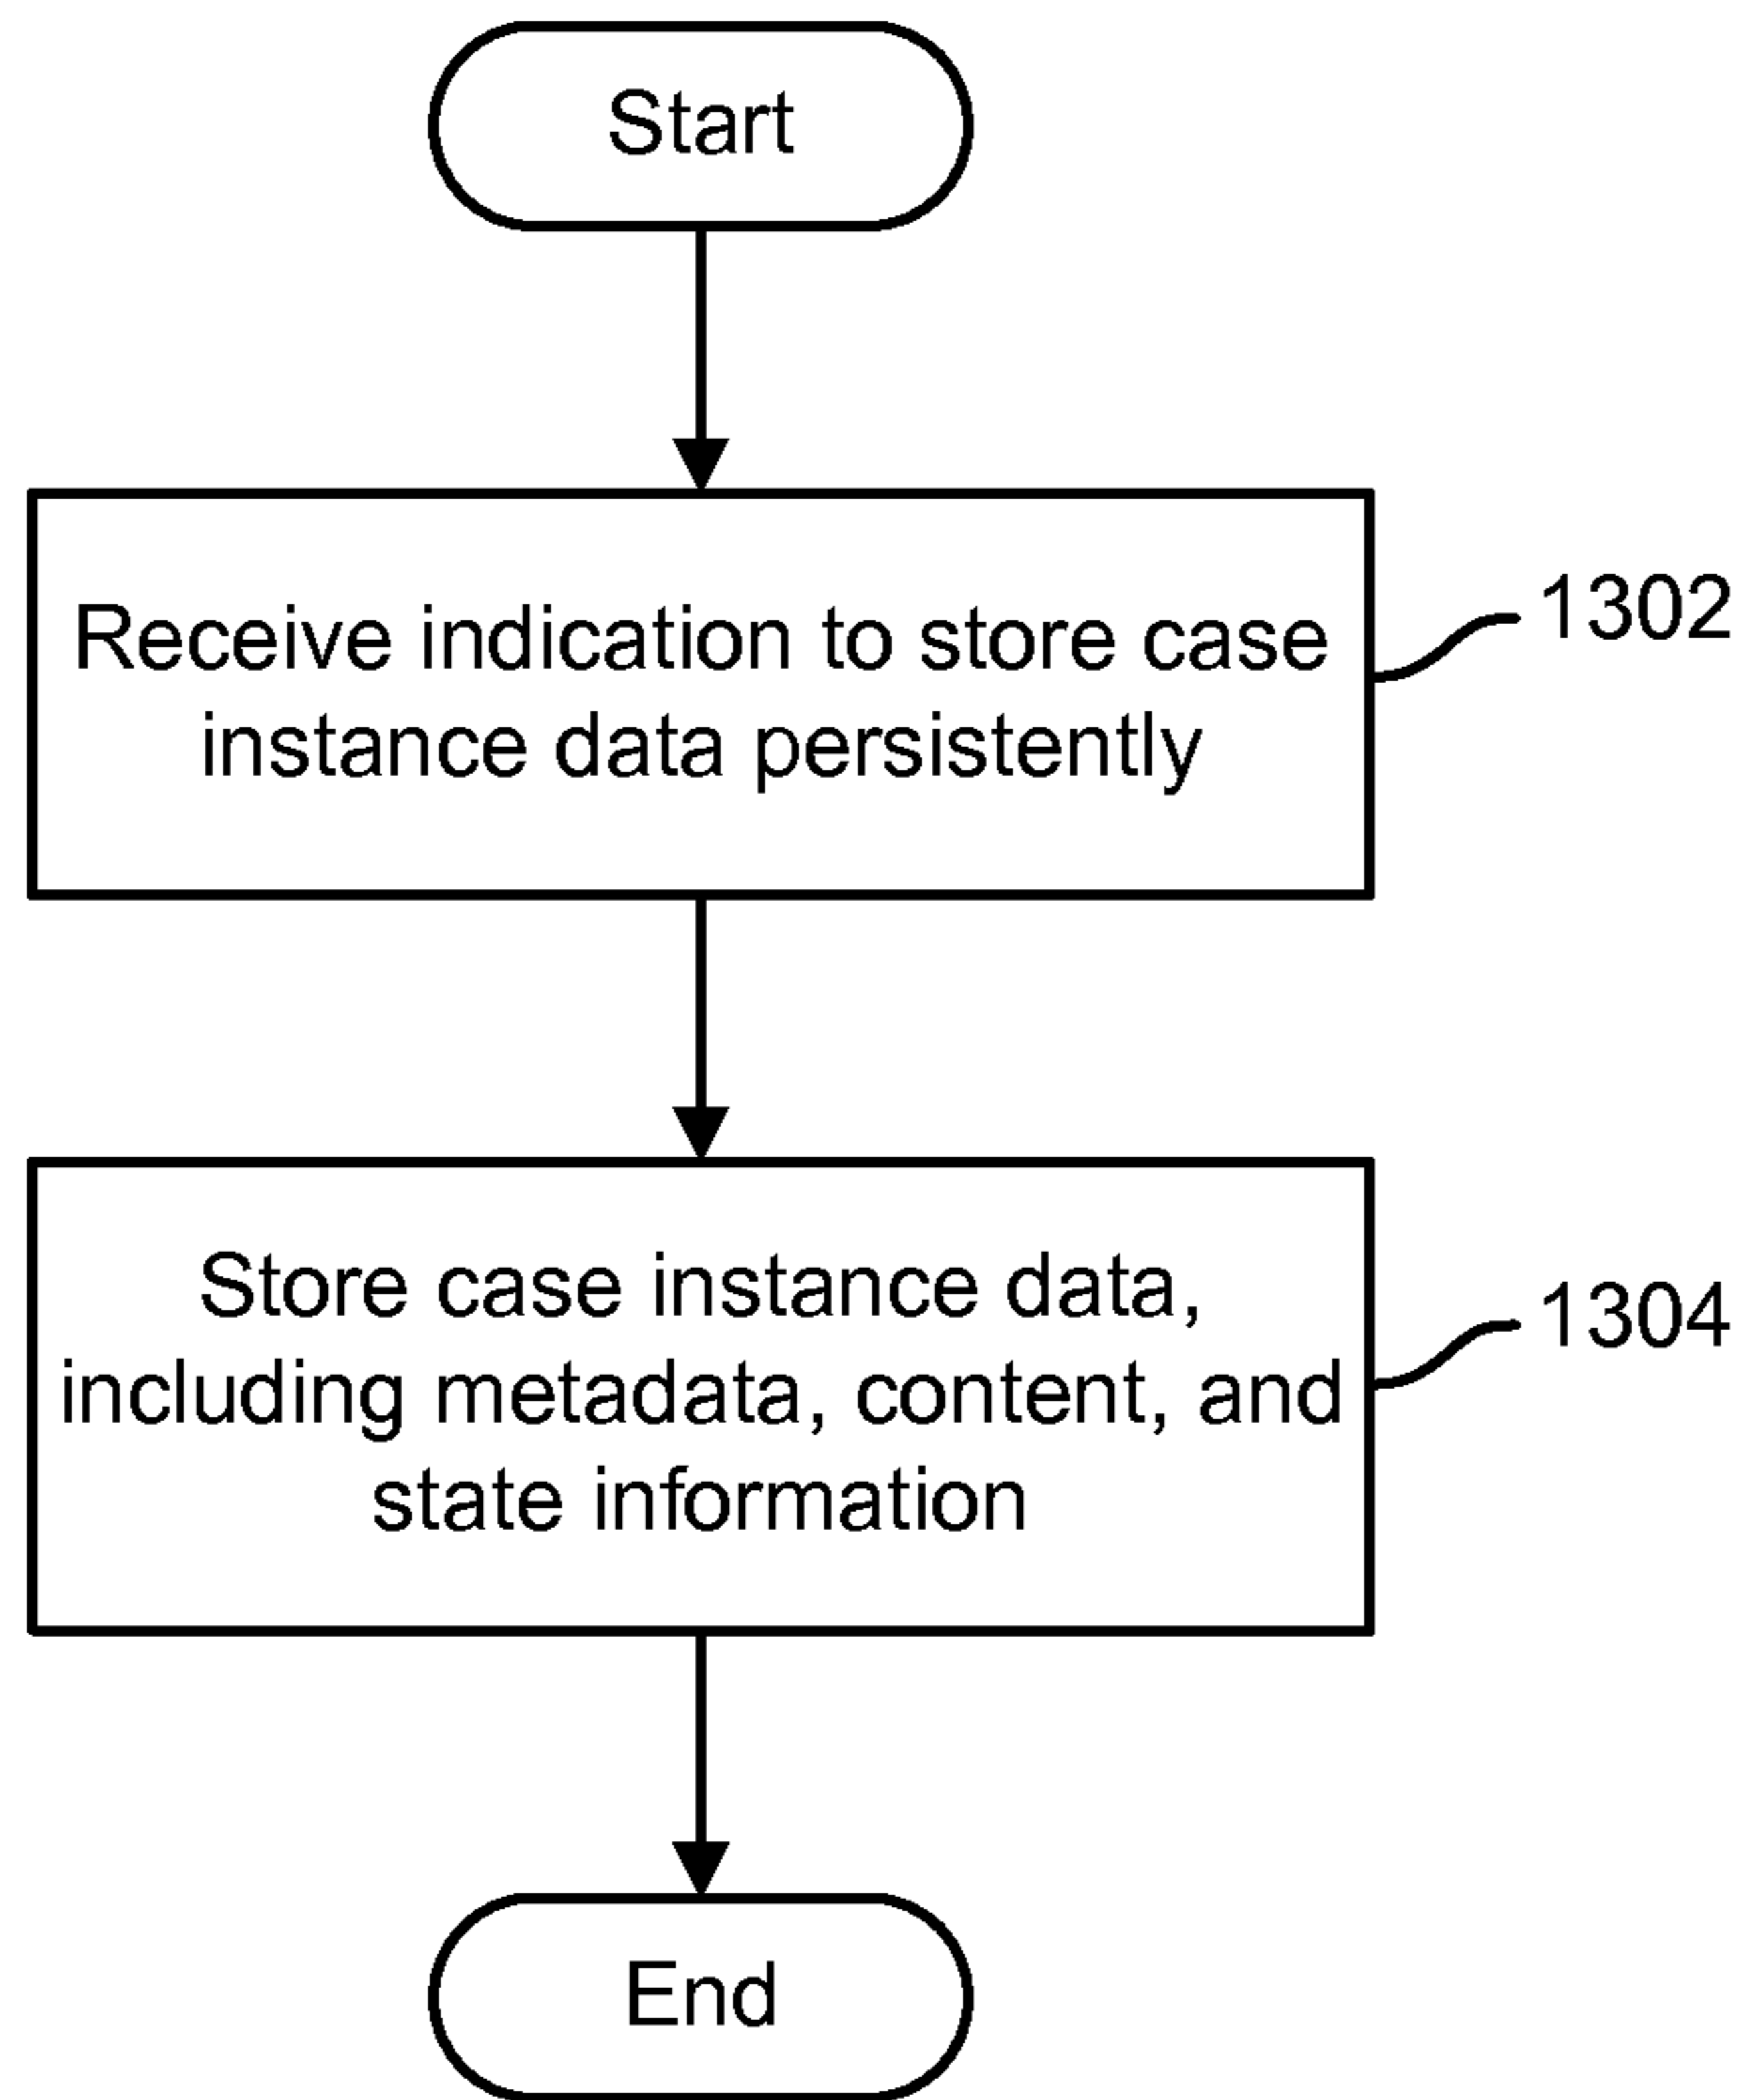 Start
Receive indication to store case
instance data persistently
1302
Store case instance data,
including metadata, content, and
state information
1304
End